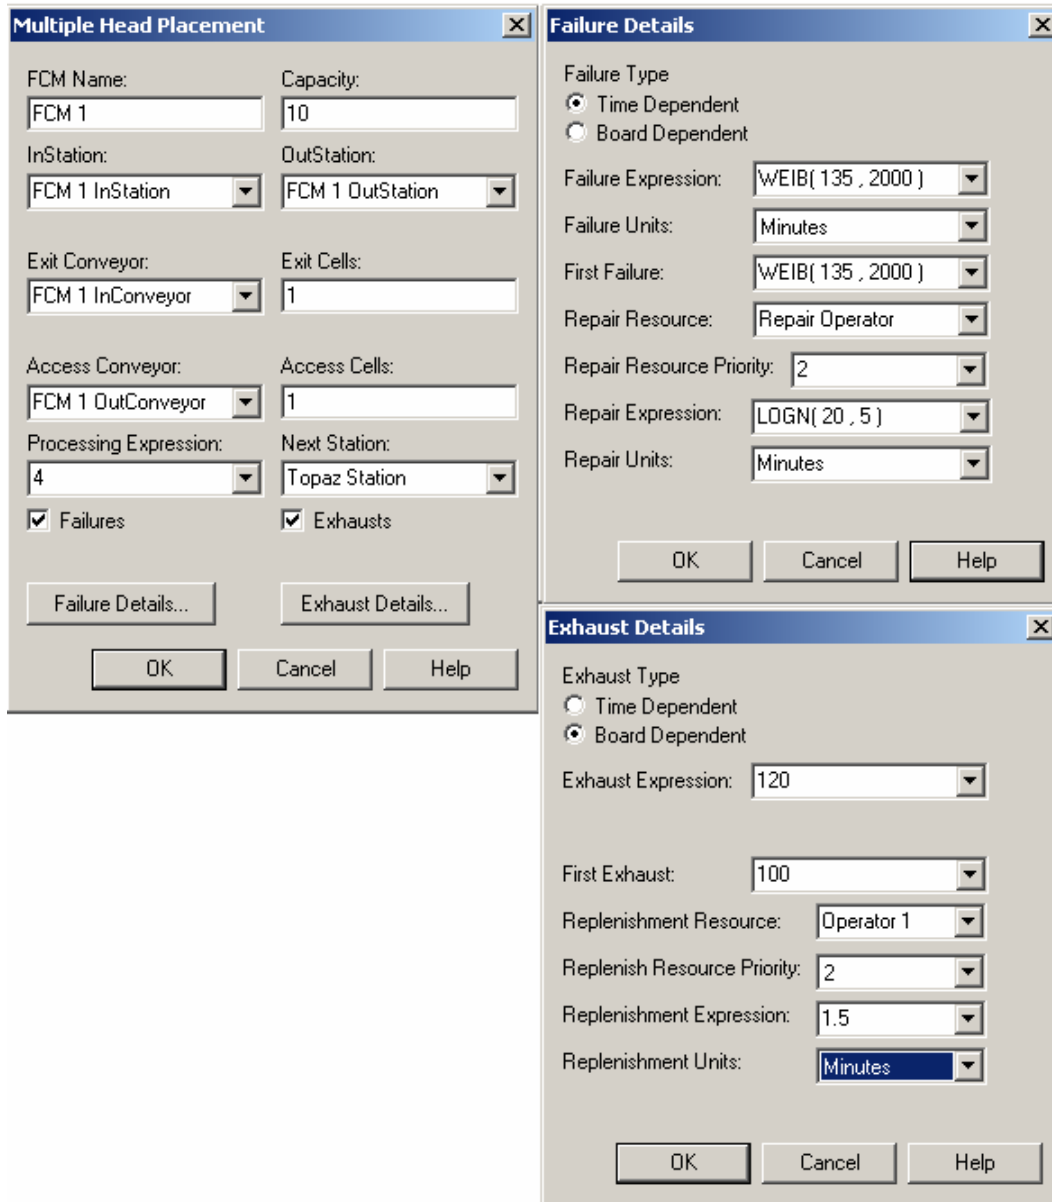 Multiple Head Placement
FCM Name: Capacity:
FCM 1 10
InStation: OutStation:
FCM 1 InStation FCM 1 OutStation
Exit Conveyor: Exit Cells:
FCM 1 InConveyor 1
Access Conveyor: Access Cells:
FCM 1 OutConveyor 1
Processing Expression: Next Station:
4 Topaz Station
Failures Exhausts
Failure Details... Exhaust Details...
OK Cancel Help
Failure Details
Failure Type
Time Dependent
Board Dependent
Failure Expression: WEIB( 135 , 2000 )
Failure Units: Minutes
First Failure: WEIB( 135 , 2000 )
Repair Resource: Repair Operator
Repair Resource Priority: 2
Repair Expression: LOGN( 20 , 5 )
Repair Units: Minutes
OK Cancel Help
Exhaust Details
Exhaust Type
Time Dependent
Board Dependent
Exhaust Expression: 120
First Exhaust: 100
Replenishment Resource: Operator 1
Replenish Resource Priority: 2
Replenishment Expression: 1.5
Replenishment Units: Minutes
OK Cancel Help